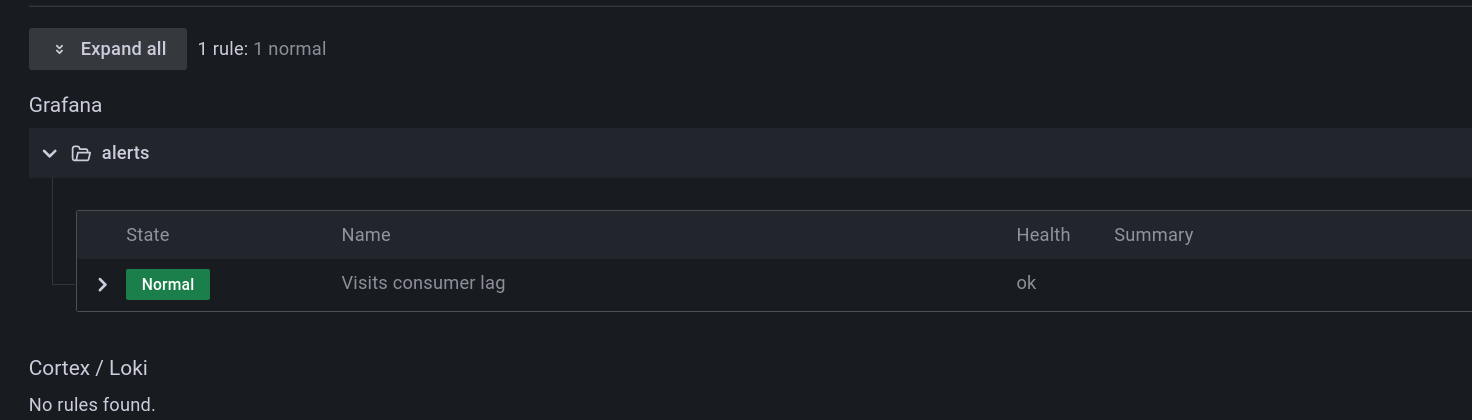 Expand all 1 rule: 1 normal
Grafana
alerts
State Name Health Summary
Normal Visits consumer lag ok
Cortex / Loki
No rules found.